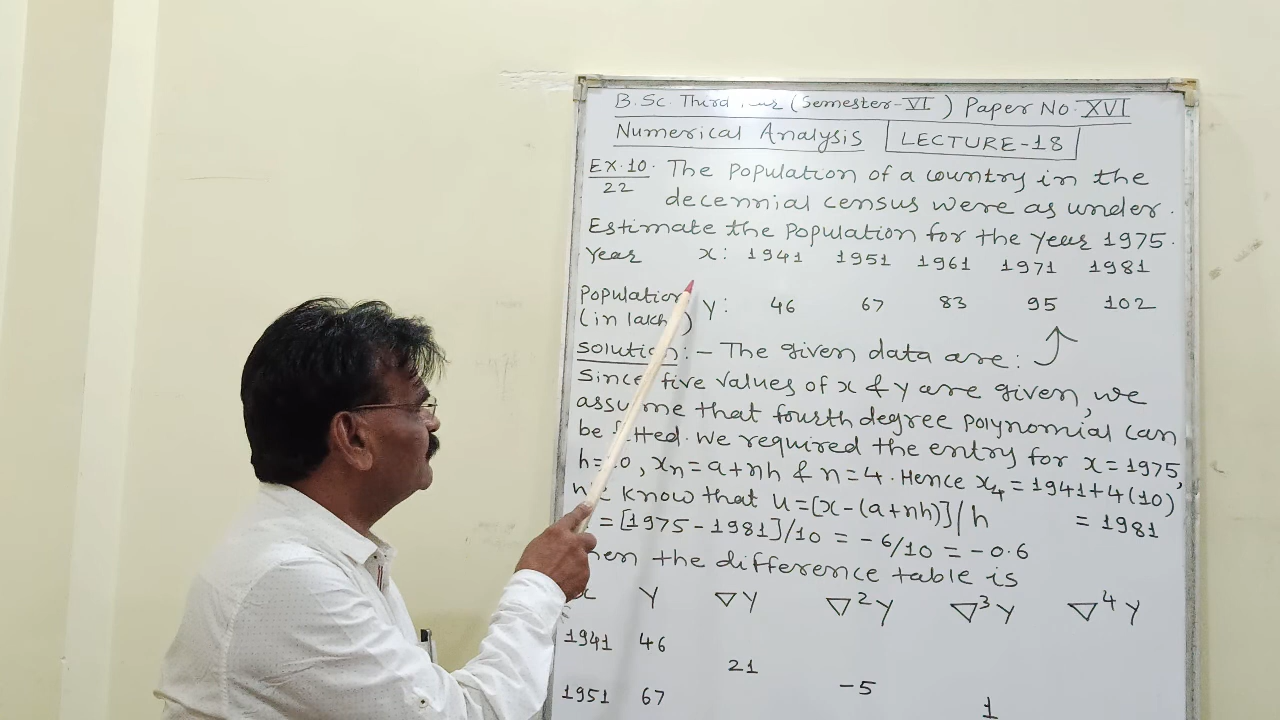 B.Sc. Third (Semester-VI) Paper No. XVI
Numerical Analysis LECTURE-18
EX.10. The Population of a country in the
22 decennial census were as under.
Estimate the Population for the Year 1975.
Year x: 1941 1951 1961 1971 1981
Population Y: 46 67 83 95 102
(in lakh)
Solution:- The given data are:
Since five values of x & y are given, we
assume that fourth degree polynomial can
be fitted. We required the entry for x=1975,
h=10, xₙ=a+nh & n=4. Hence x₄=1941+4(10)
know that u=[x-(a+nh)]/h =1981
=[1975-1981]/10 = -6/10 = -0.6
the difference table is
x Y ▽Y ▽²Y ▽³Y ▽⁴Y
1941 46
21
1951 67 -5
1